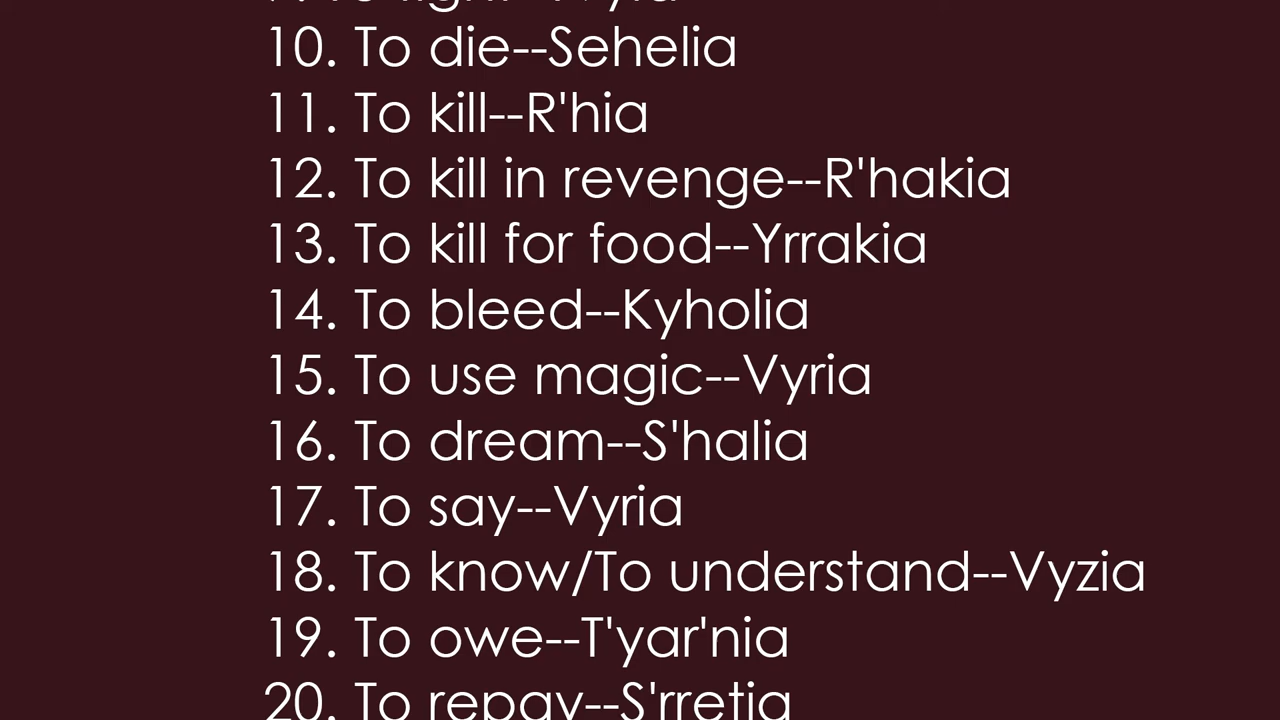 10. To die--Sehelia
11. To kill--R'hia
12. To kill in revenge--R'hakia
13. To kill for food--Yrrakia
14. To bleed--Kyholia
15. To use magic--Vyria
16. To dream--S'halia
17. To say--Vyria
18. To know/To understand--Vyzia
19. To owe--T'yar'nia
20. To repay--S'rretia